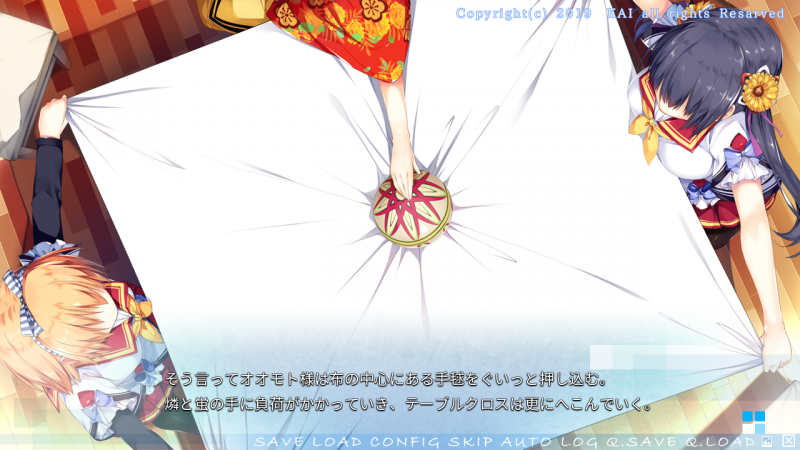 Copyright(c) 2019 KAI all rights Resarved
そう言ってオオモト様は布の中心にある手毬をぐいっと押し込む。
燐と蛍の手に負荷がかかっていき、テーブルクロスは更にへこんでいく。
SAVE LOAD CONFIG SKIP AUTO LOG Q.SAVE Q.LOAD